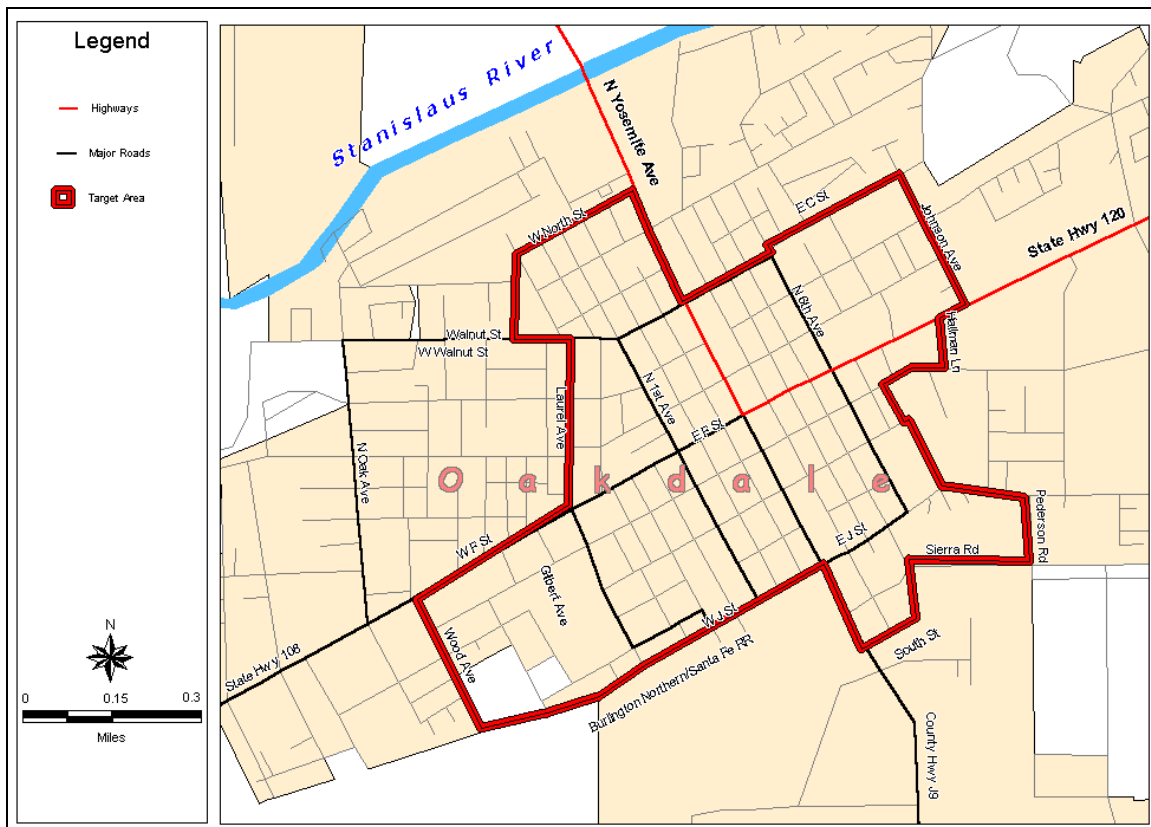 Legend
Highways
Major Roads
Target Area
N
0 0.15 0.3
Miles
Stanislaus River
N Yosemite Ave
W North St
E C St
Johnson Ave
State Hwy 120
N 6th Ave
Hallman Ln
Walnut St
W Walnut St
Laurel Ave
N 1st Ave
E F St
N Oak Ave
Oakdale
Pederson Rd
W F St
E J St
Sierra Rd
Gilbert Ave
W J St
Wood Ave
South St
State Hwy 108
Burlington Northern/Santa Fe RR
County Hwy J9